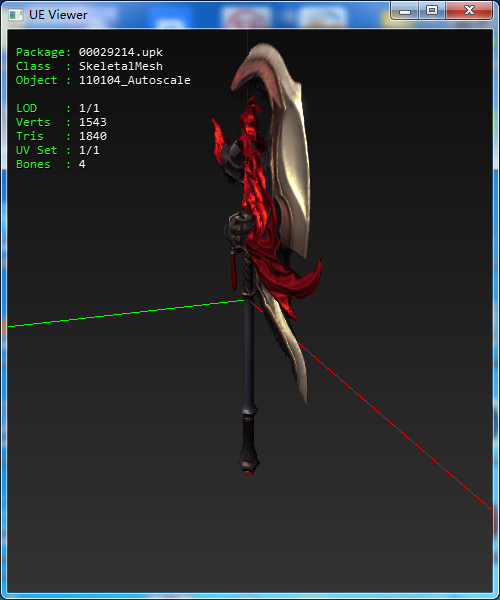 UE Viewer
Package: 00029214.upk
Class : SkeletalMesh
Object : 110104_Autoscale
LOD : 1/1
Verts : 1543
Tris : 1840
UV Set : 1/1
Bones : 4